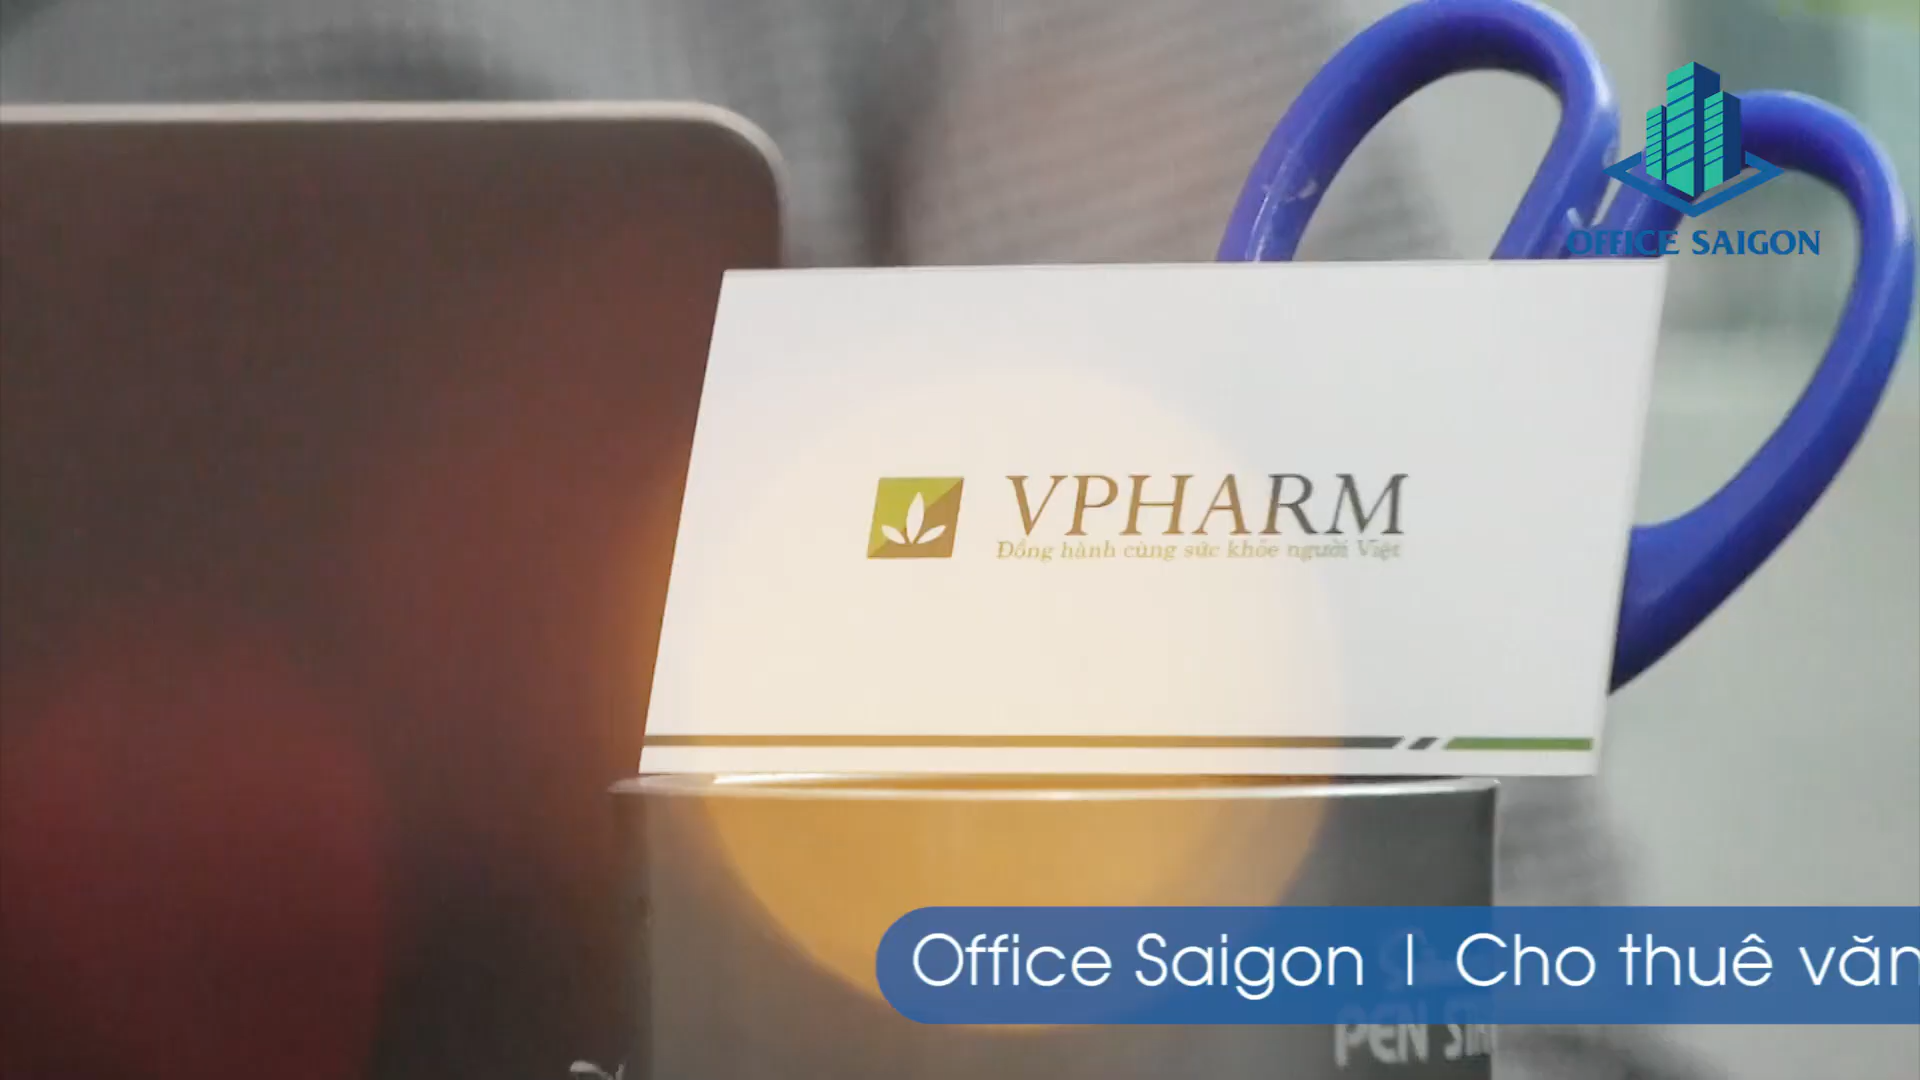 OFFICE SAIGON
VPHARM
Đồng hành cùng sức khỏe người Việt
Office Saigon | Cho thuê văn
PEN